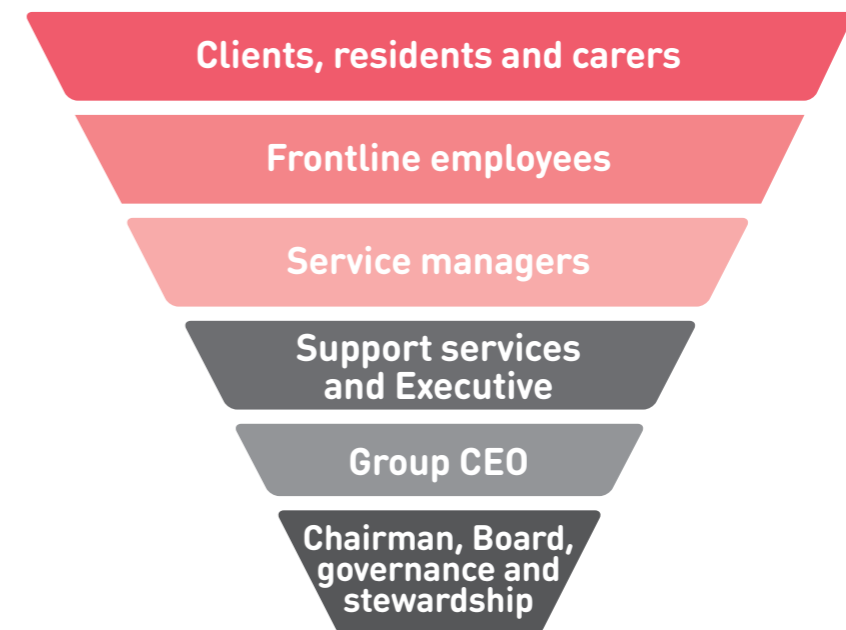 Clients, residents and carers
Frontline employees
Service managers
Support services
and Executive
Group CEO
Chairman, Board,
governance and
stewardship